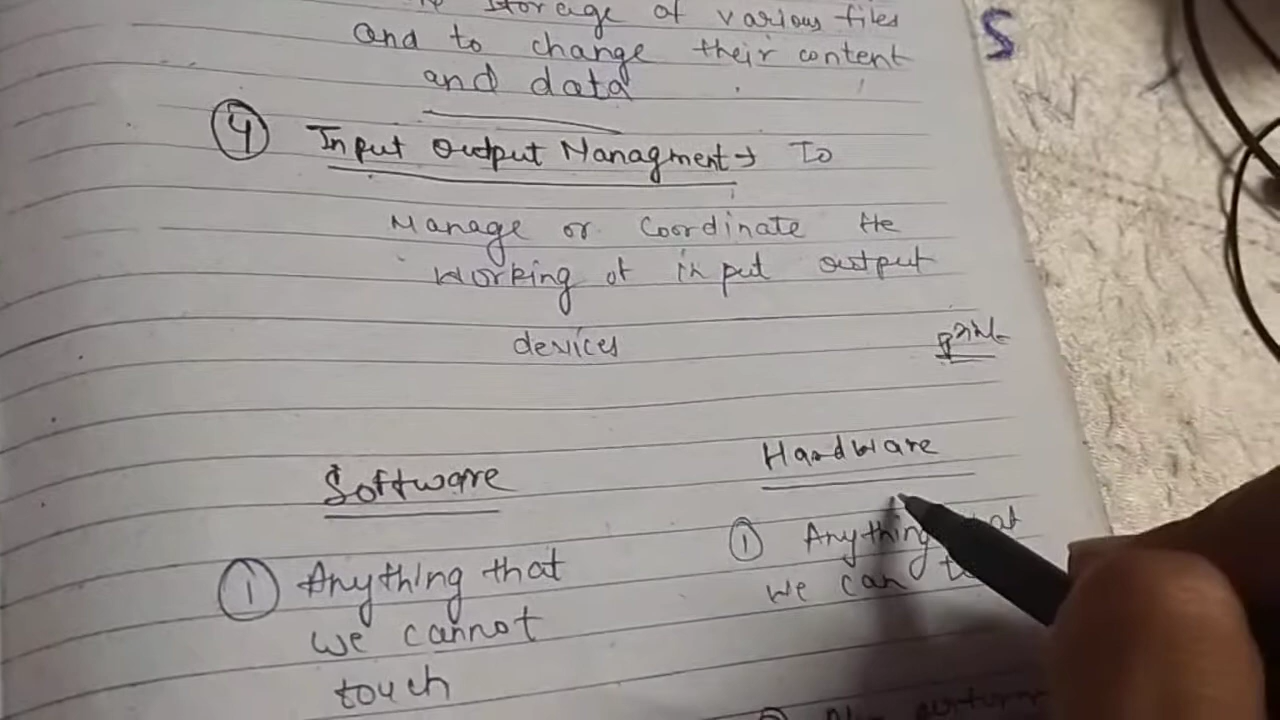 storage of various files
and to change their content
and data
④ Input Output Managment → To
Manage or Coordinate the
working of input output
devices
Software
Hardware
① Anything that
we cannot
touch
① Anything
we can